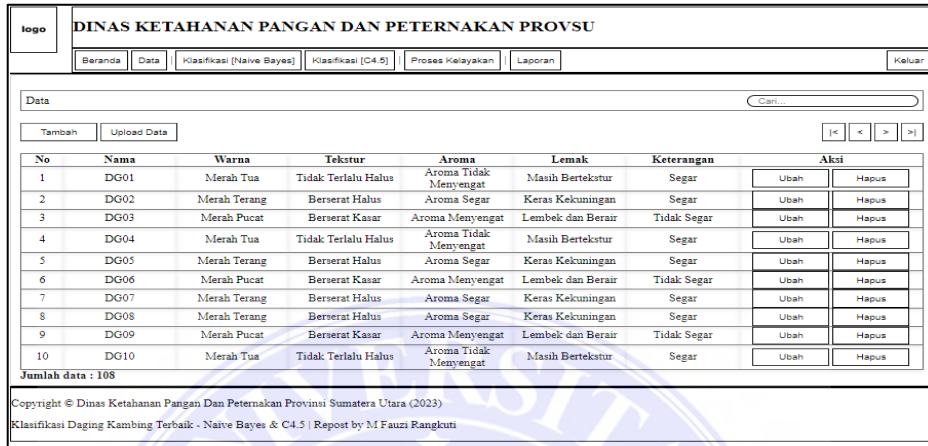 logo
DINAS KETAHANAN PANGAN DAN PETERNAKAN PROVSU
Beranda Data Klasifikasi [Naive Bayes] Klasifikasi [C4.5] Proses Kelayakan Laporan Keluar
Data Cari...
Tambah Upload Data |< < > >|
No Nama Warna Tekstur Aroma Lemak Keterangan Aksi
1 DG01 Merah Tua Tidak Terlalu Halus Aroma Tidak Menyengat Masih Bertekstur Segar Ubah Hapus
2 DG02 Merah Terang Berserat Halus Aroma Segar Keras Kekuningan Segar Ubah Hapus
3 DG03 Merah Pucat Berserat Kasar Aroma Menyengat Lembek dan Berair Tidak Segar Ubah Hapus
4 DG04 Merah Tua Tidak Terlalu Halus Aroma Tidak Menyengat Masih Bertekstur Segar Ubah Hapus
5 DG05 Merah Terang Berserat Halus Aroma Segar Keras Kekuningan Segar Ubah Hapus
6 DG06 Merah Pucat Berserat Kasar Aroma Menyengat Lembek dan Berair Tidak Segar Ubah Hapus
7 DG07 Merah Terang Berserat Halus Aroma Segar Keras Kekuningan Segar Ubah Hapus
8 DG08 Merah Terang Berserat Halus Aroma Segar Keras Kekuningan Segar Ubah Hapus
9 DG09 Merah Pucat Berserat Kasar Aroma Menyengat Lembek dan Berair Tidak Segar Ubah Hapus
10 DG10 Merah Tua Tidak Terlalu Halus Aroma Tidak Menyengat Masih Bertekstur Segar Ubah Hapus
Jumlah data : 108
Copyright © Dinas Ketahanan Pangan Dan Peternakan Provinsi Sumatera Utara (2023)
Klasifikasi Daging Kambing Terbaik - Naive Bayes & C4.5 | Repost by M Fauzi Rangkuti